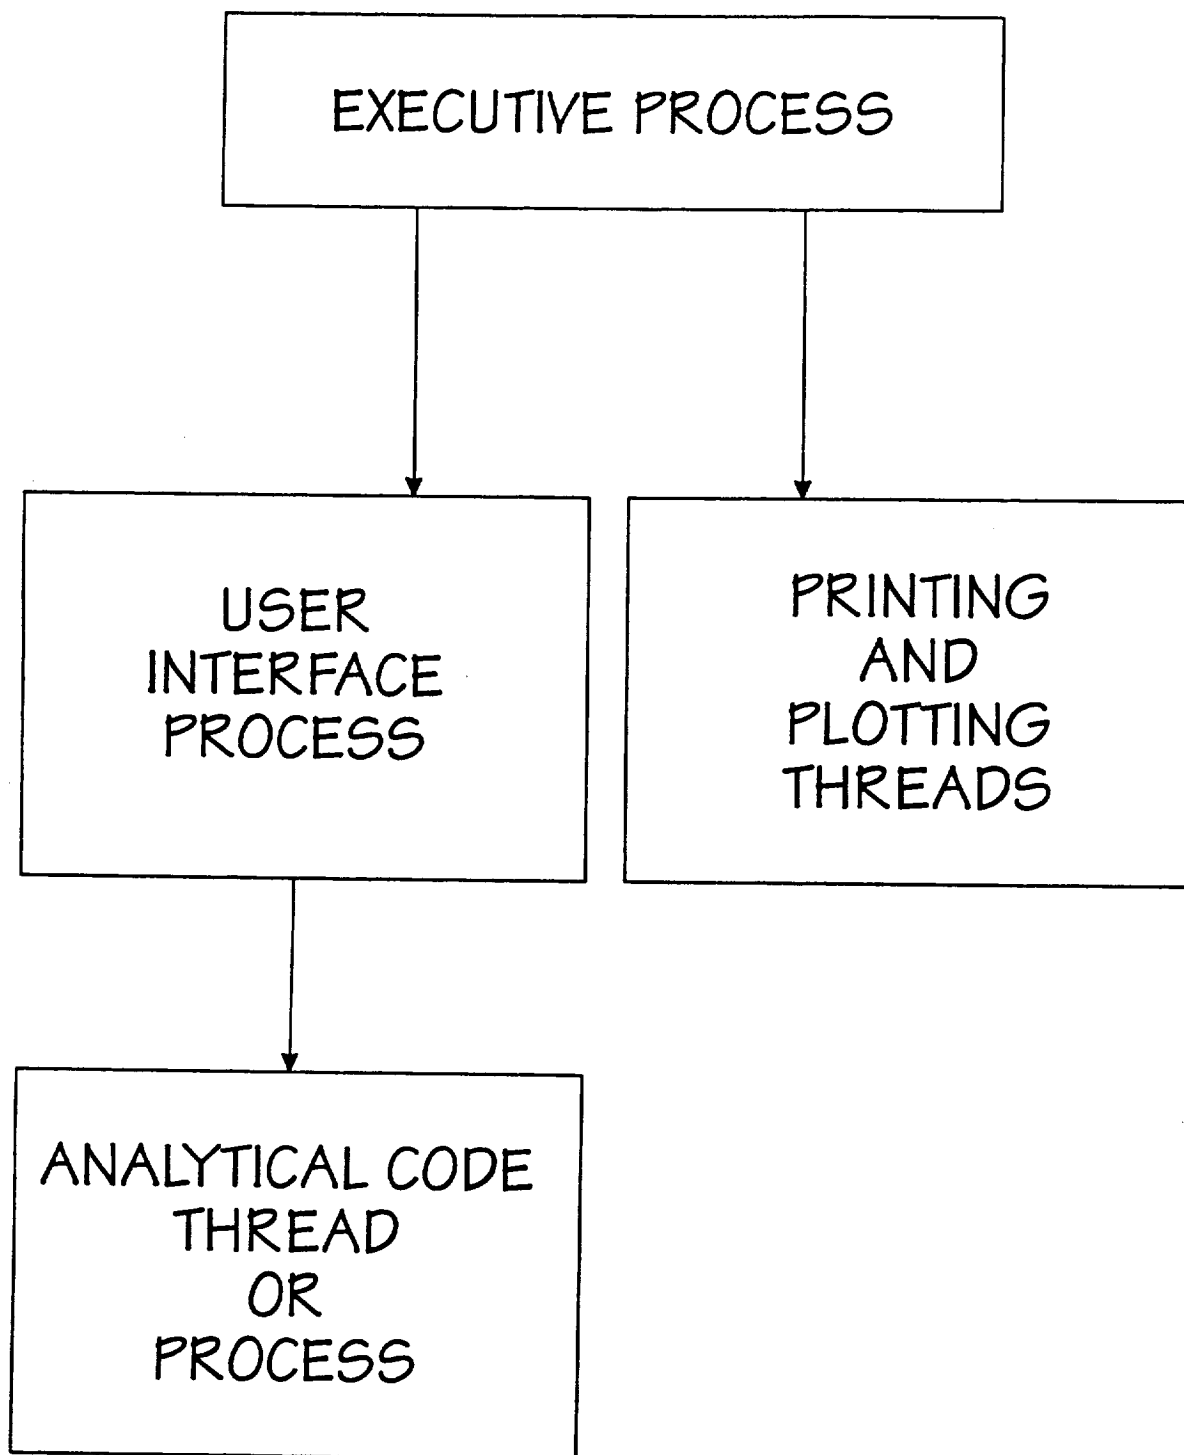 EXECUTIVE PROCESS
USER
INTERFACE
PROCESS
PRINTING
AND
PLOTTING
THREADS
ANALYTICAL CODE
THREAD
OR
PROCESS